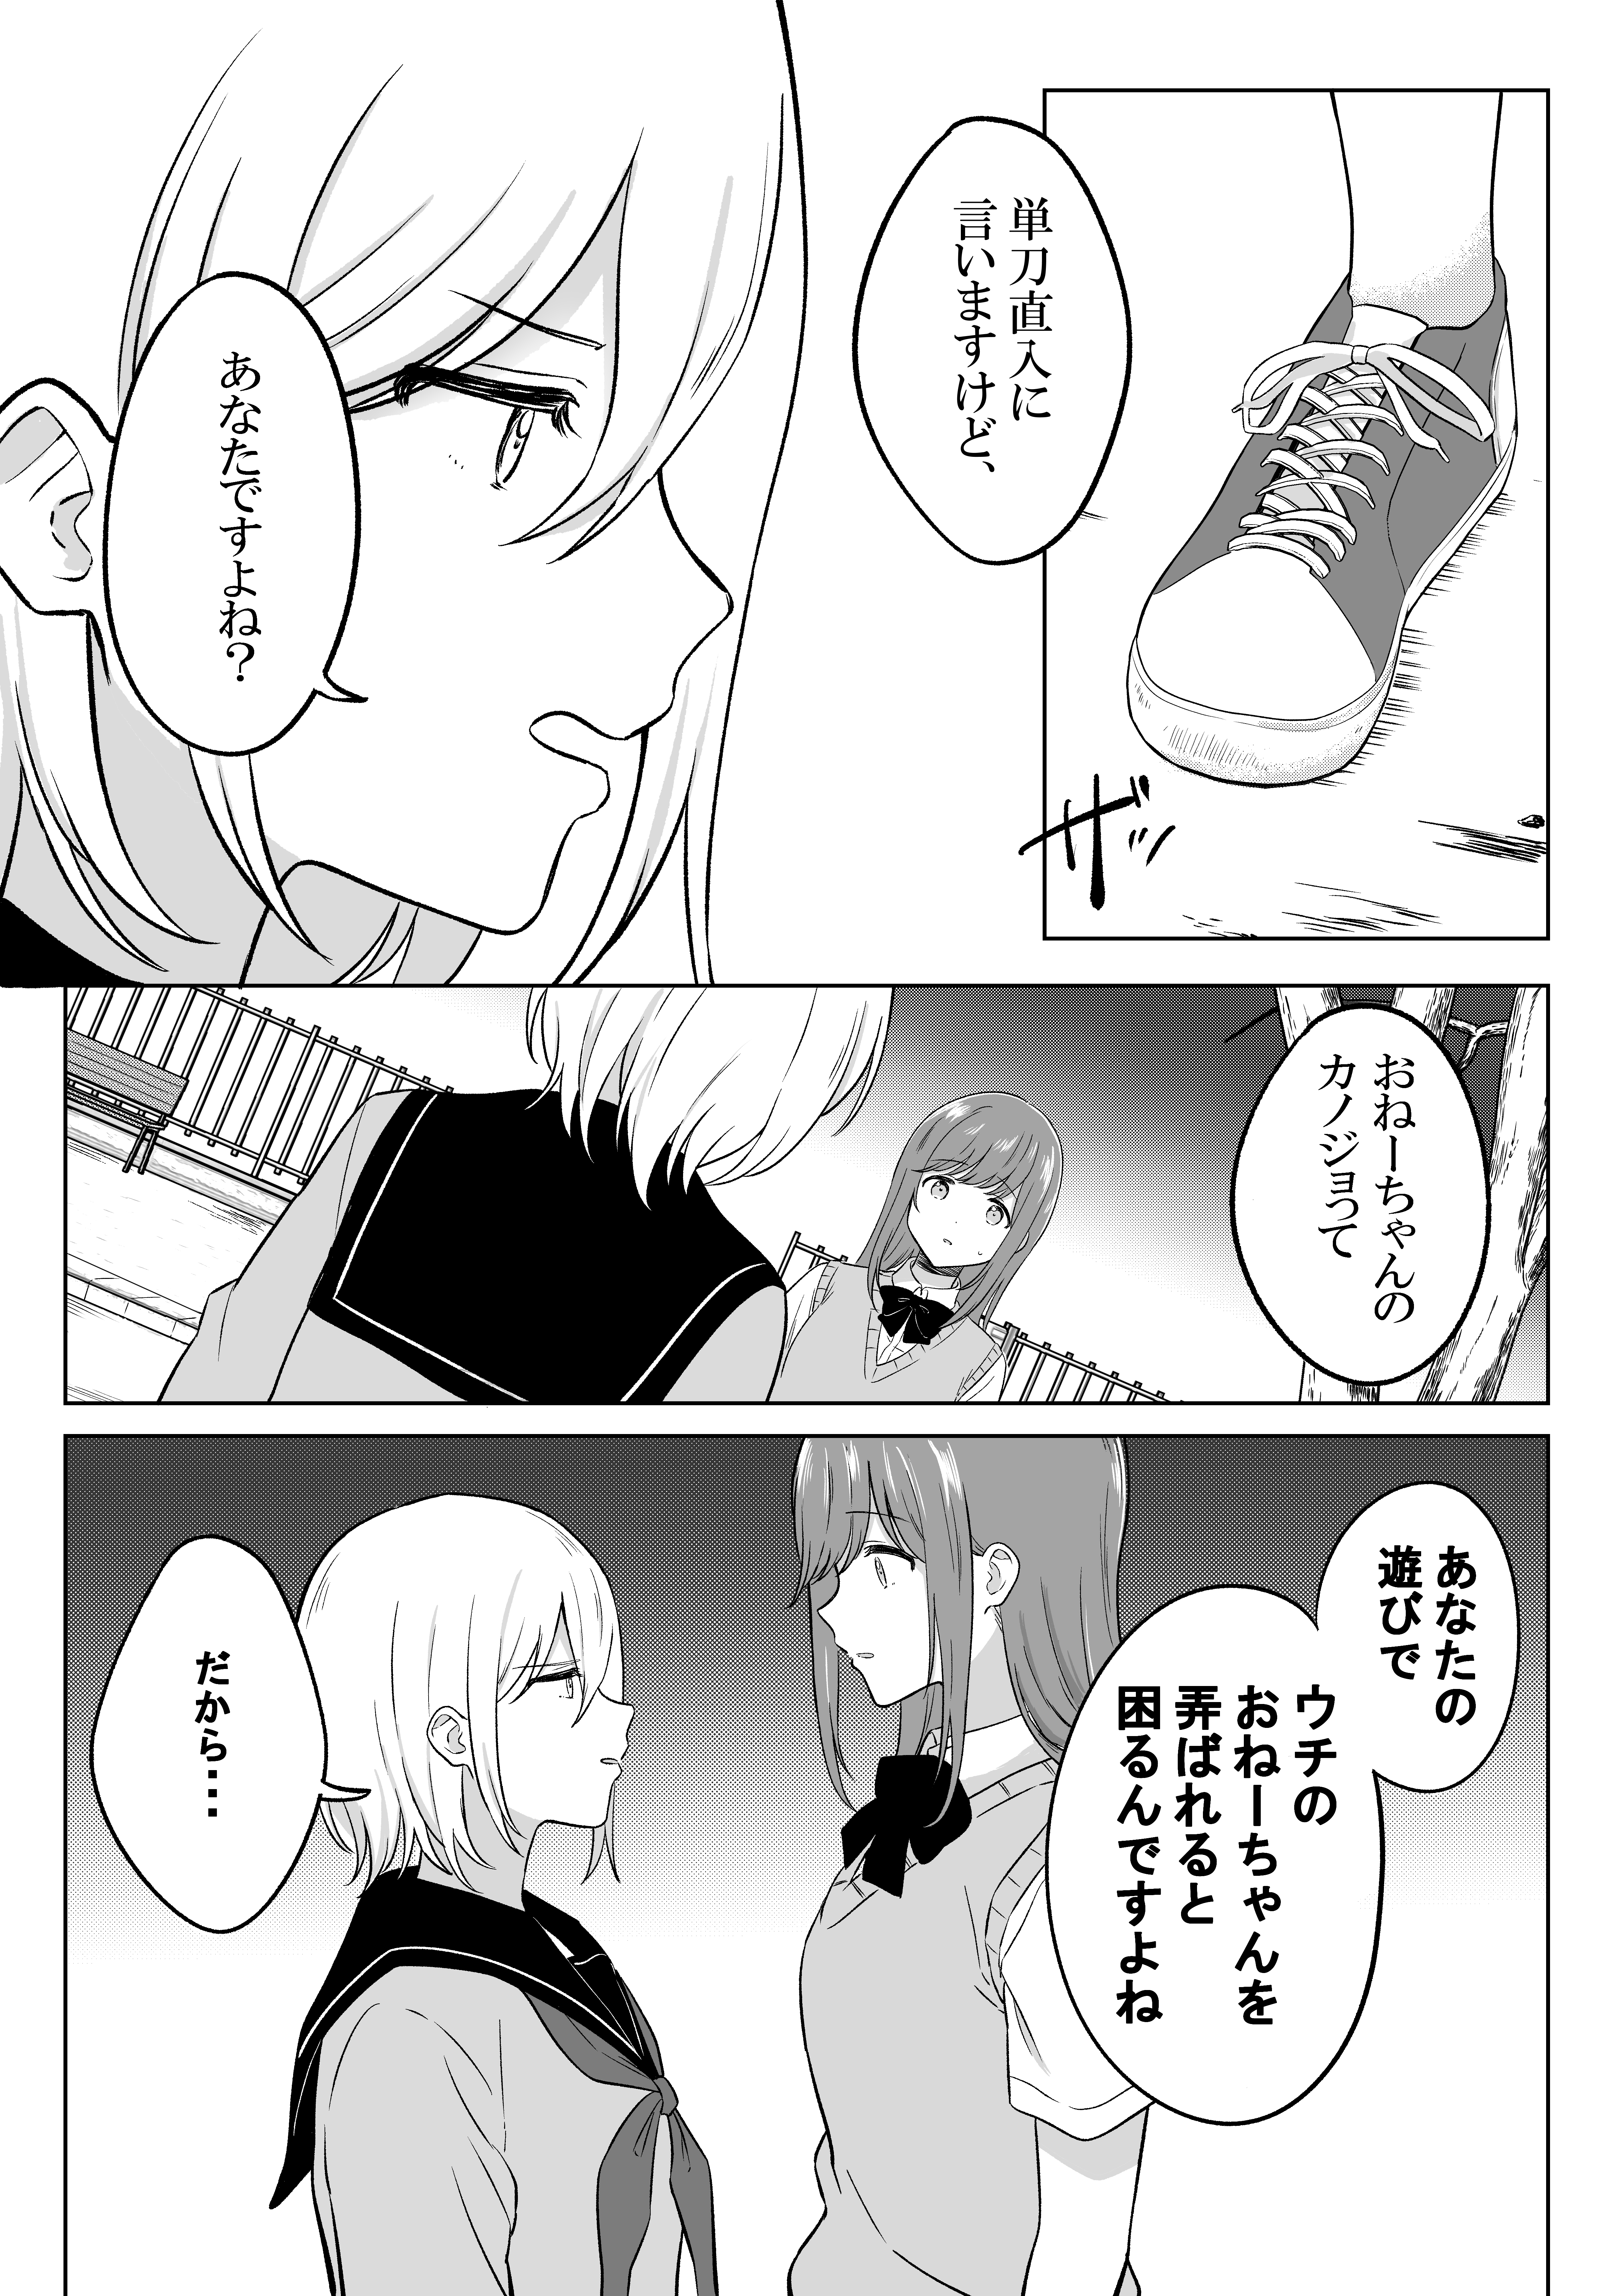 単刀直入に
言いますけど、
ザッ
あなたですよね？
おねーちゃんの
カノジョって
あなたの
遊びで
ウチの
おねーちゃんを
弄ばれると
困るんですよね
だから・・・